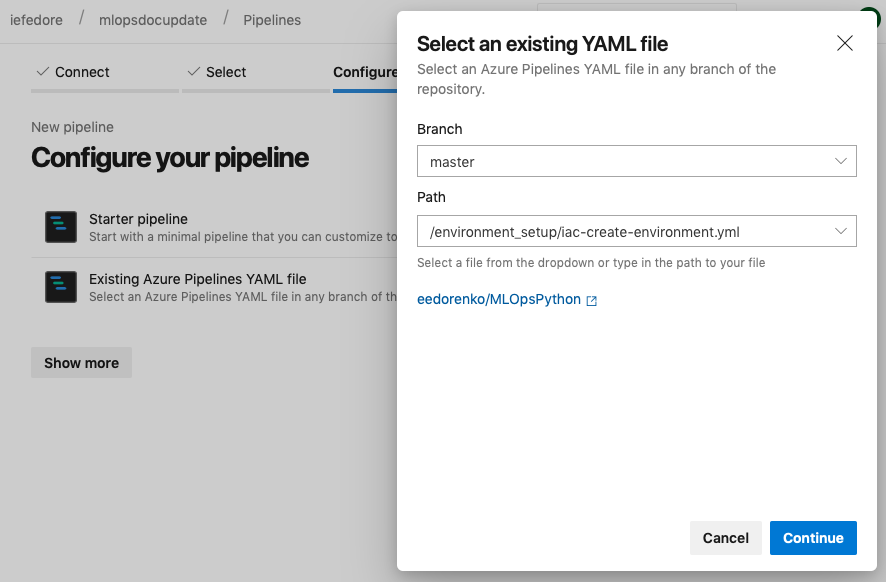 iefedore / mlopsdocupdate / Pipelines
Connect
Select
Configure
New pipeline
Configure your pipeline
Starter pipeline
Start with a minimal pipeline that you can customize to
Existing Azure Pipelines YAML file
Select an Azure Pipelines YAML file in any branch of th
Show more
Select an existing YAML file
Select an Azure Pipelines YAML file in any branch of the
repository.
Branch
master
Path
/environment_setup/iac-create-environment.yml
Select a file from the dropdown or type in the path to your file
eedorenko/MLOpsPython
Cancel
Continue